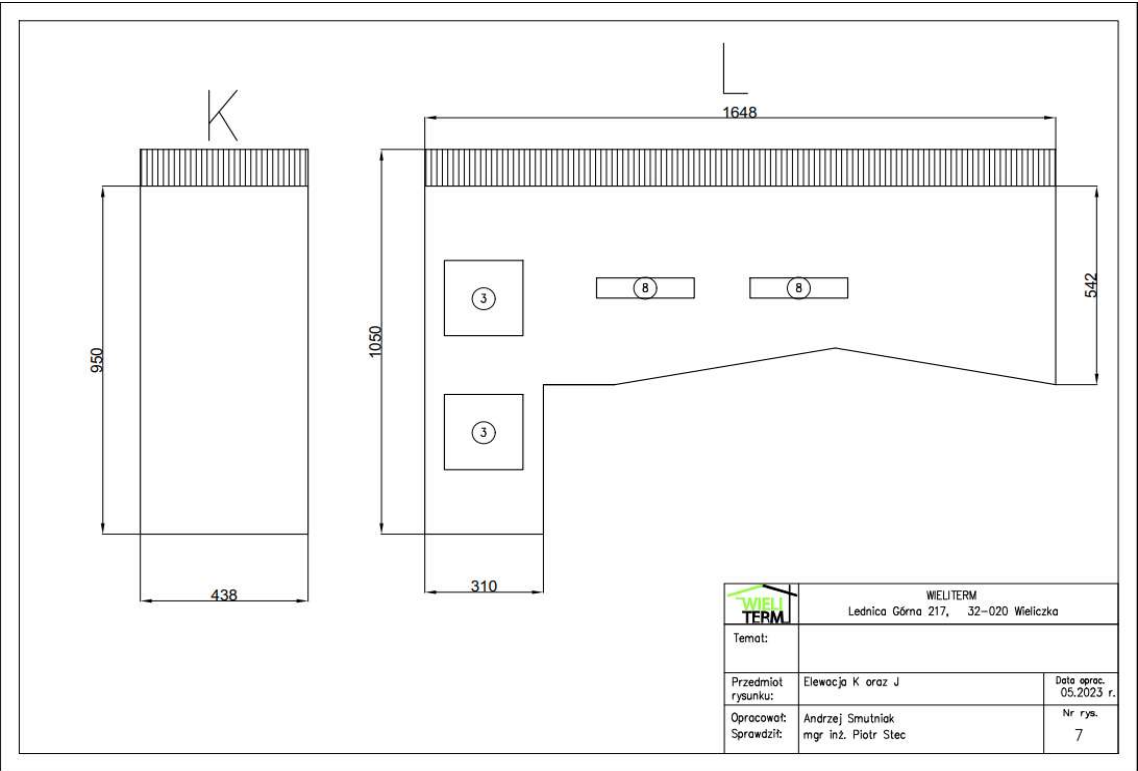 K
L
1648
950
1050
542
3
8
8
3
438
310
WIELI
TERM
WIELITERM
Lednica Górna 217, 32-020 Wieliczka
Temat:
Przedmiot
rysunku:
Elewacja K oraz J
Data oprac.
05.2023 r.
Opracował:
Andrzej Smutniak
Sprawdził:
mgr inż. Piotr Stec
Nr rys.
7